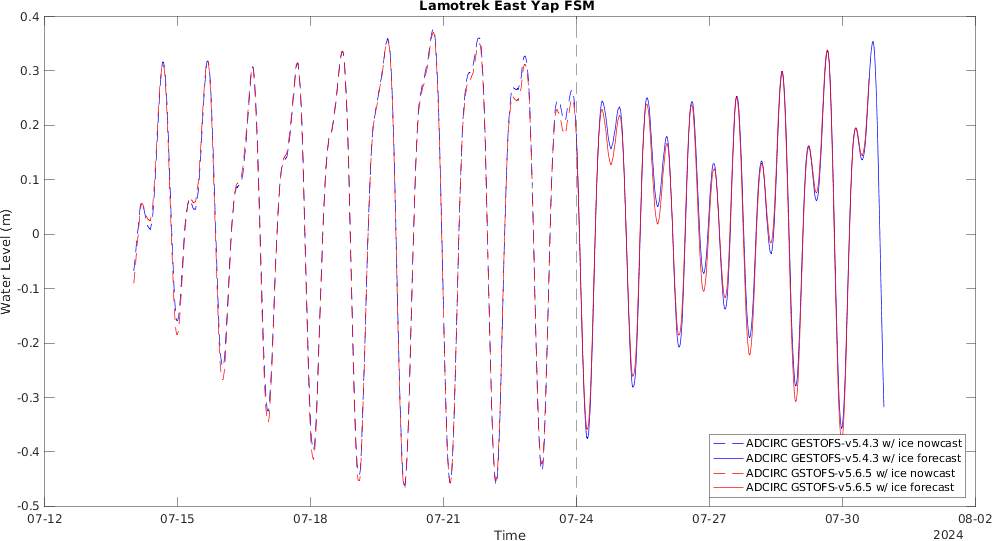 Lamotrek East Yap FSM
0.4
0.3
0.2
0.1
0
-0.1
-0.2
-0.3
-0.4
-0.5
Water Level (m)
ADCIRC GESTOFS-v5.4.3 w/ ice nowcast
ADCIRC GESTOFS-v5.4.3 w/ ice forecast
ADCIRC GSTOFS-v5.6.5 w/ ice nowcast
ADCIRC GSTOFS-v5.6.5 w/ ice forecast
07-12 07-15 07-18 07-21 07-24 07-27 07-30 08-02
Time
2024